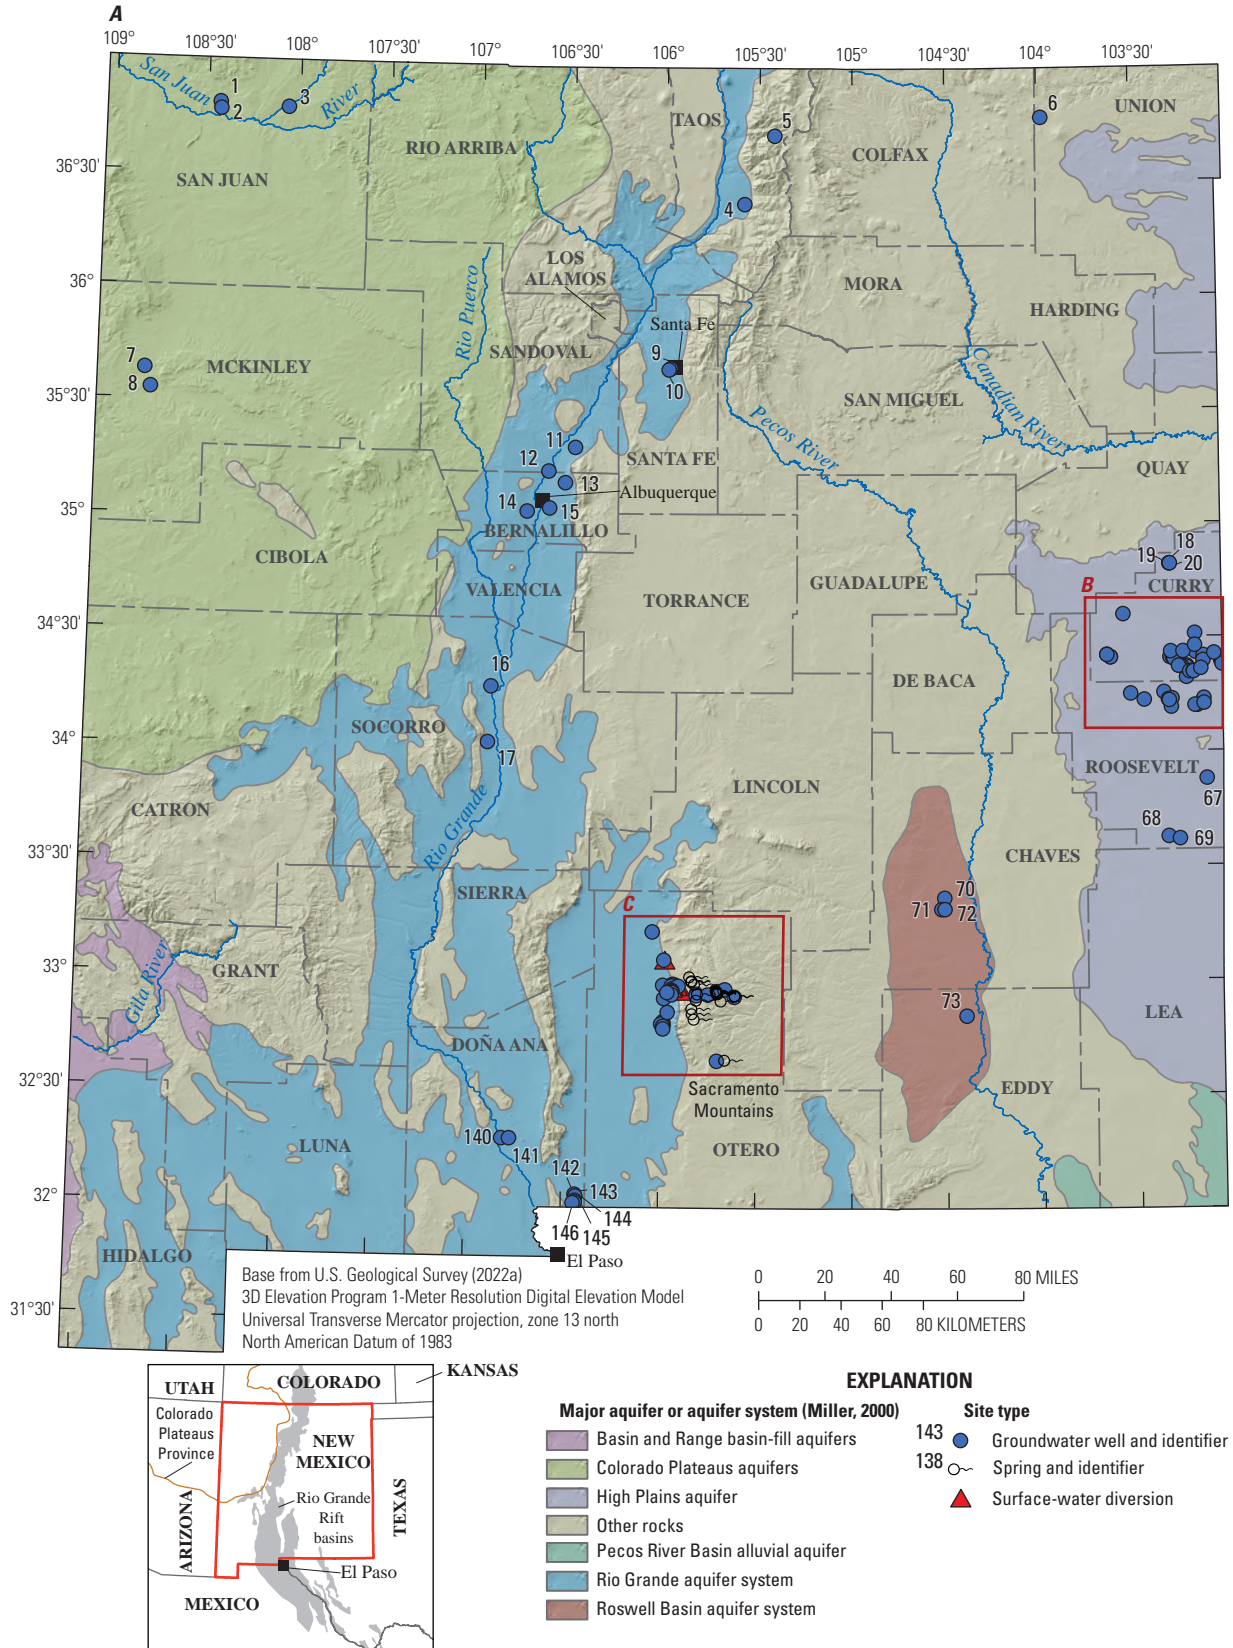 A
109° 108°30' 108° 107°30' 107° 106°30' 106° 105°30' 105° 104°30' 104° 103°30'
San Juan
River
1
2
3
TAOS
5
6
UNION
RIO ARRIBA
COLFAX
36°30'
SAN JUAN
4
LOS
ALAMOS
36°
MORA
Rio Puerco
HARDING
Santa Fe
SANDOVAL
7
8
MCKINLEY
9
10
Canadian River
35°30'
SAN MIGUEL
Pecos River
11
12
SANTA FE
13
QUAY
Albuquerque
14
15
35°
BERNALILLO
18
19
20
CIBOLA
GUADALUPE
B
CURRY
VALENCIA
TORRANCE
34°30'
16
DE BACA
SOCORRO
34°
17
ROOSEVELT
67
LINCOLN
CATRON
Rio Grande
68
69
33°30'
CHAVES
SIERRA
70
71
72
C
33°
GRANT
Gila River
73
LEA
DOÑA ANA
32°30'
Sacramento
Mountains
EDDY
140
141
LUNA
OTERO
142
143
144
32°
146
145
HIDALGO
El Paso
31°30'
Base from U.S. Geological Survey (2022a)
3D Elevation Program 1-Meter Resolution Digital Elevation Model
Universal Transverse Mercator projection, zone 13 north
North American Datum of 1983
0 20 40 60 80 MILES
0 20 40 60 80 KILOMETERS
UTAH
COLORADO
KANSAS
Colorado
Plateaus
Province
NEW
MEXICO
ARIZONA
Rio Grande
Rift
basins
TEXAS
El Paso
MEXICO
EXPLANATION
Major aquifer or aquifer system (Miller, 2000)
Basin and Range basin-fill aquifers
Colorado Plateaus aquifers
High Plains aquifer
Other rocks
Pecos River Basin alluvial aquifer
Rio Grande aquifer system
Roswell Basin aquifer system
Site type
143 Groundwater well and identifier
138 Spring and identifier
Surface-water diversion